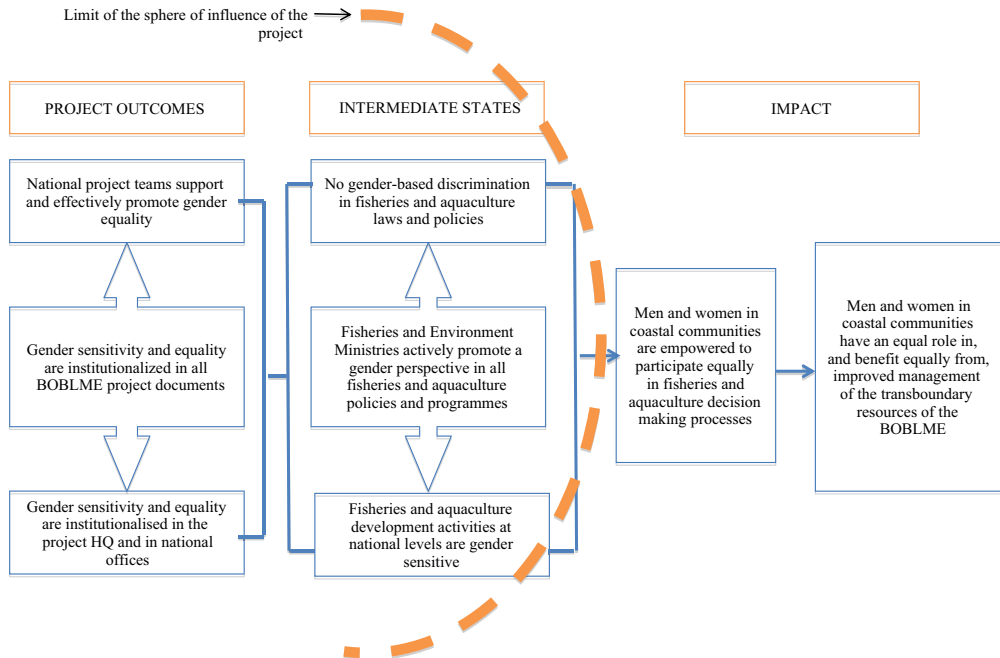 Limit of the sphere of influence of the
project
PROJECT OUTCOMES
INTERMEDIATE STATES
IMPACT
National project teams support
and effectively promote gender
equality
Gender sensitivity and equality
are institutionalized in all
BOBLME project documents
Gender sensitivity and equality
are institutionalised in the
project HQ and in national
offices
No gender-based discrimination
in fisheries and aquaculture
laws and policies
Fisheries and Environment
Ministries actively promote a
gender perspective in all
fisheries and aquaculture
policies and programmes
Fisheries and aquaculture
development activities at
national levels are gender
sensitive
Men and women in
coastal communities
are empowered to
participate equally
in fisheries and
aquaculture decision
making processes
Men and women in
coastal communities
have an equal role in,
and benefit equally from,
improved management
of the transboundary
resources of the
BOBLME